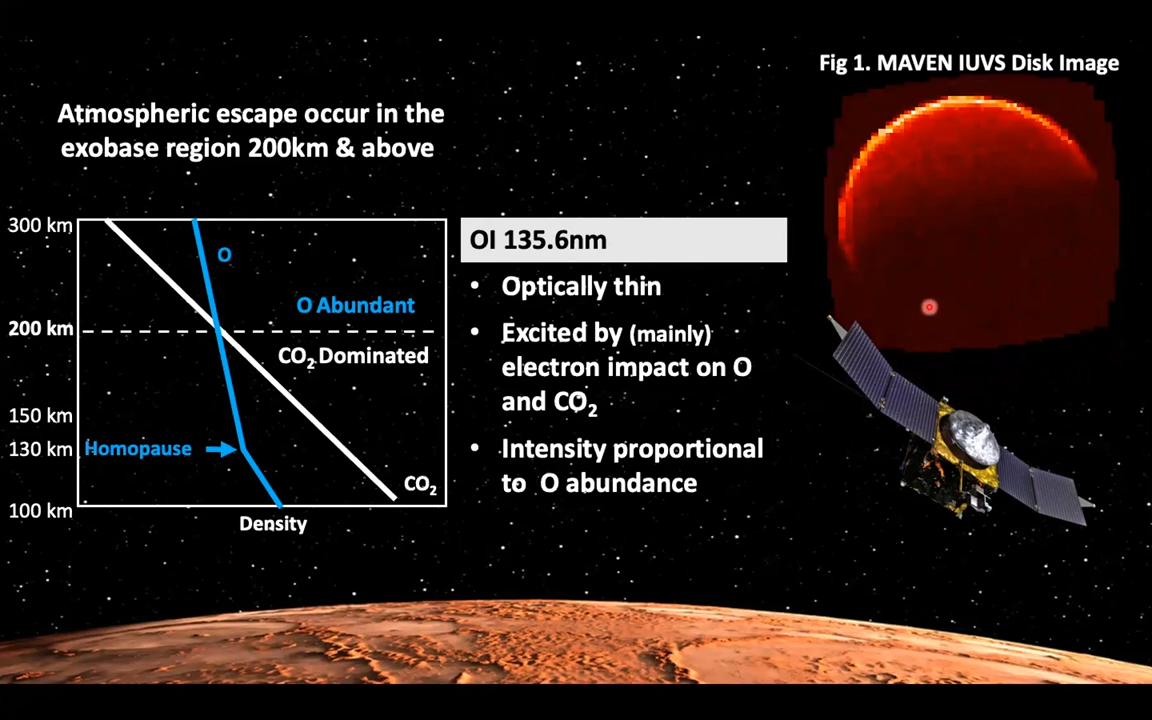 Fig 1. MAVEN IUVS Disk Image
Atmospheric escape occur in the
exobase region 200km & above
300 km
O
O Abundant
200 km
CO₂ Dominated
150 km
130 km
Homopause
CO₂
100 km
Density
OI 135.6nm
• Optically thin
• Excited by (mainly)
electron impact on O
and CO₂
• Intensity proportional
to O abundance